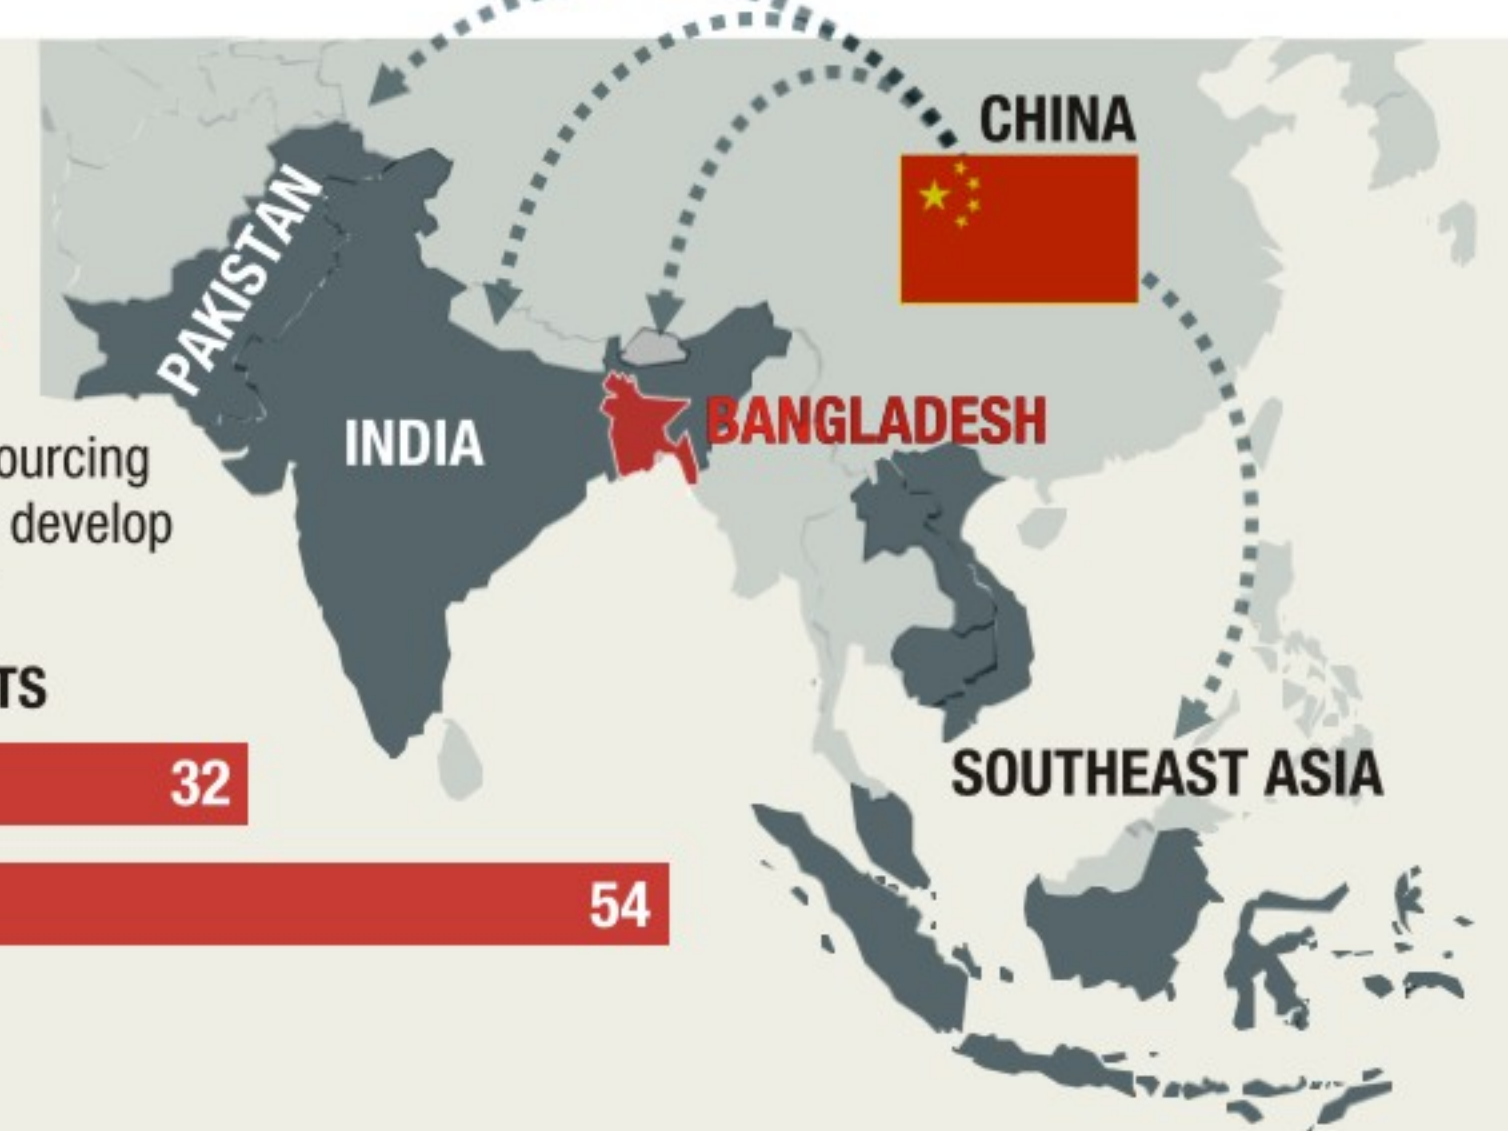 CHINA
PAKISTAN
INDIA
BANGLADESH
ourcing
develop
TS
32
SOUTHEAST ASIA
54